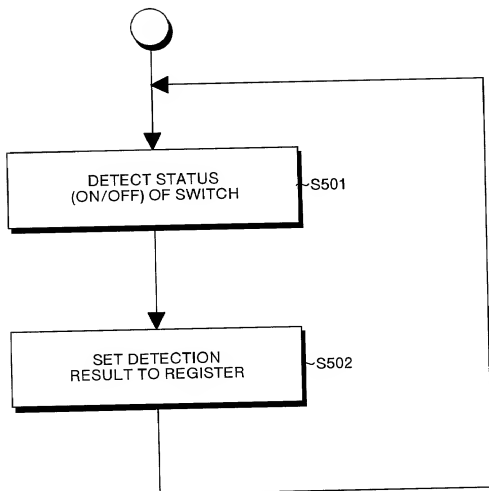 DETECT STATUS
(ON/OFF) OF SWITCH
S501
SET DETECTION
RESULT TO REGISTER
S502